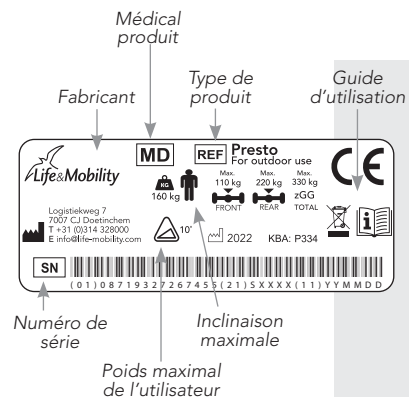 Médical
produit
Type de
produit
Guide
d'utilisation
Fabricant
Life&Mobility
MD
REF Presto
For outdoor use
CE
KG
160 kg
Max.
110 kg
FRONT
Max.
220 kg
REAR
Max.
330 kg
zGG
TOTAL
Logistiekweg 7
7007 CJ Doetinchem
T +31 (0)314 328000
E info@life-mobility.com
10°
2022
KBA: P334
SN
(01)08719327267455(21)SXXXX(11)YYMMDD
Numéro de
série
Inclinaison
maximale
Poids maximal
de l'utilisateur